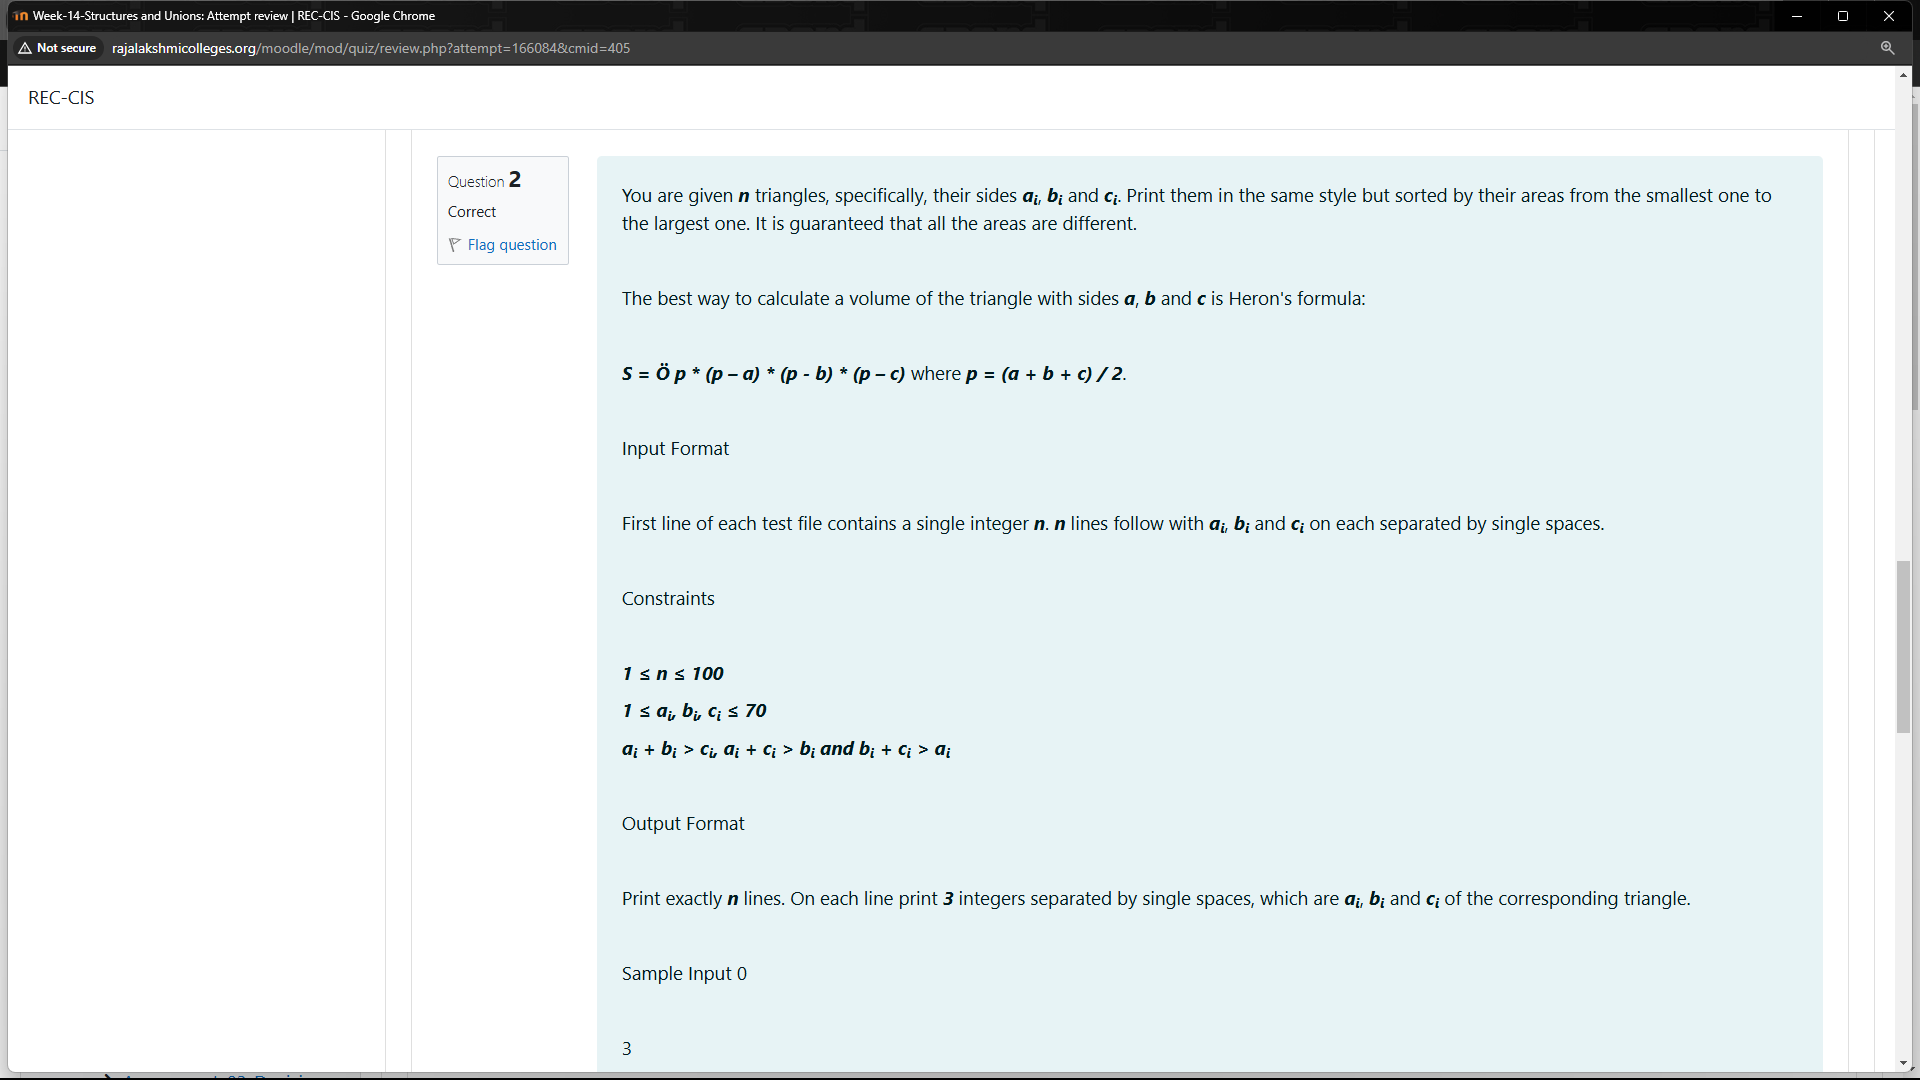 Week-14-Structures and Unions: Attempt review | REC-CIS - Google Chrome
Not secure rajalakshmicolleges.org/moodle/mod/quiz/review.php?attempt=166084&cmid=405
REC-CIS
Question 2
Correct
Flag question
You are given n triangles, specifically, their sides ai, bi and ci. Print them in the same style but sorted by their areas from the smallest one to
the largest one. It is guaranteed that all the areas are different.
The best way to calculate a volume of the triangle with sides a, b and c is Heron's formula:
S = Ö p * (p – a) * (p - b) * (p – c) where p = (a + b + c) / 2.
Input Format
First line of each test file contains a single integer n. n lines follow with ai, bi and ci on each separated by single spaces.
Constraints
1 ≤ n ≤ 100
1 ≤ ai, bi, ci ≤ 70
ai + bi > ci, ai + ci > bi and bi + ci > ai
Output Format
Print exactly n lines. On each line print 3 integers separated by single spaces, which are ai, bi and ci of the corresponding triangle.
Sample Input 0
3